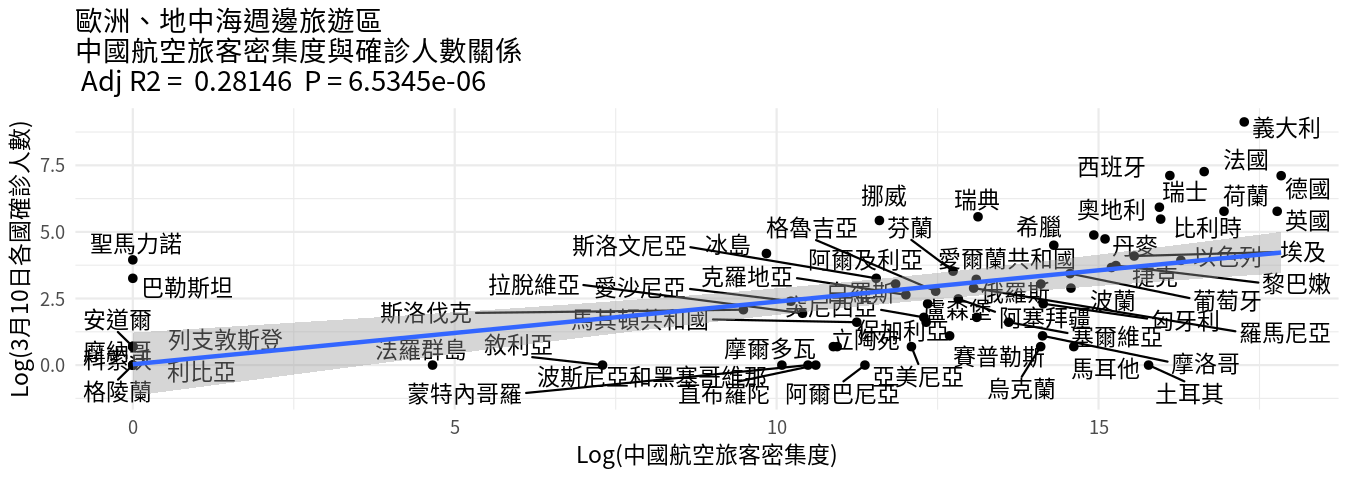 歐洲、地中海週邊旅遊區
中國航空旅客密集度與確診人數關係
Adj R2 = 0.28146 P = 6.5345e-06
Log(3月10日各國確診人數)
7.5
5.0
2.5
0.0
義大利
法國
西班牙
瑞士
荷蘭
德國
挪威
瑞典
奧地利
比利時
英國
格魯吉亞
芬蘭
希臘
聖馬力諾
斯洛文尼亞
冰島
阿爾及利亞
愛爾蘭共和國
丹麥
以色列
埃及
巴勒斯坦
拉脫維亞
愛沙尼亞
克羅地亞
俄羅斯
捷克
黎巴嫩
斯洛伐克
突尼西亞
盧森堡
阿塞拜疆
波蘭
葡萄牙
匈牙利
安道爾
馬其頓共和國
保加利亞
立陶宛
塞爾維亞
羅馬尼亞
列支敦斯登
法羅群島
敘利亞
摩爾多瓦
賽普勒斯
馬耳他
摩洛哥
利比亞
波斯尼亞和黑塞哥維那
亞美尼亞
格陵蘭
蒙特內哥羅
直布羅陀
阿爾巴尼亞
烏克蘭
土耳其
0
5
10
15
Log(中國航空旅客密集度)